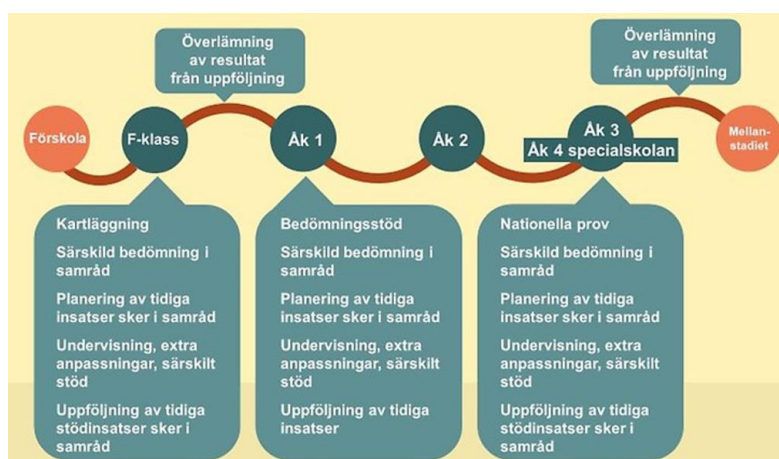 Överlämning
av resultat
från uppföljning
Överlämning
av resultat
från uppföljning
Förskola
F-klass
Åk 1
Åk 2
Åk 3
Åk 4 specialskolan
Mellan-
stadiet
Kartläggning
Särskild bedömning i
samråd
Planering av tidiga
insatser sker i samråd
Undervisning, extra
anpassningar, särskilt
stöd
Uppföljning av tidiga
stödinsatser sker i
samråd
Bedömningsstöd
Särskild bedömning i
samråd
Planering av tidiga
insatser sker i samråd
Undervisning, extra
anpassningar, särskilt
stöd
Uppföljning av tidiga
insatser
Nationella prov
Särskild bedömning i
samråd
Planering av tidiga
insatser sker i samråd
Undervisning, extra
anpassningar, särskilt
stöd
Uppföljning av tidiga
stödinsatser sker i
samråd